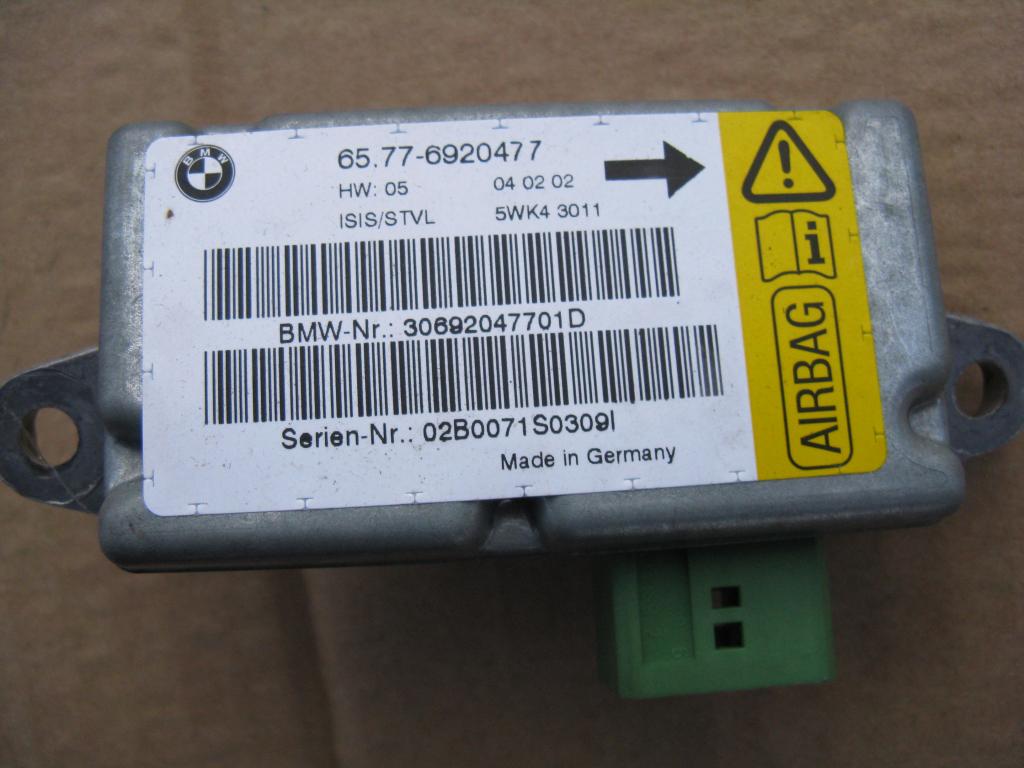 BMW
65.77-6920477
HW: 05 04 02 02
ISIS/STVL 5WK4 3011
BMW-Nr.: 30692047701D
Serien-Nr.: 02B0071S0309I
Made in Germany
i
AIRBAG